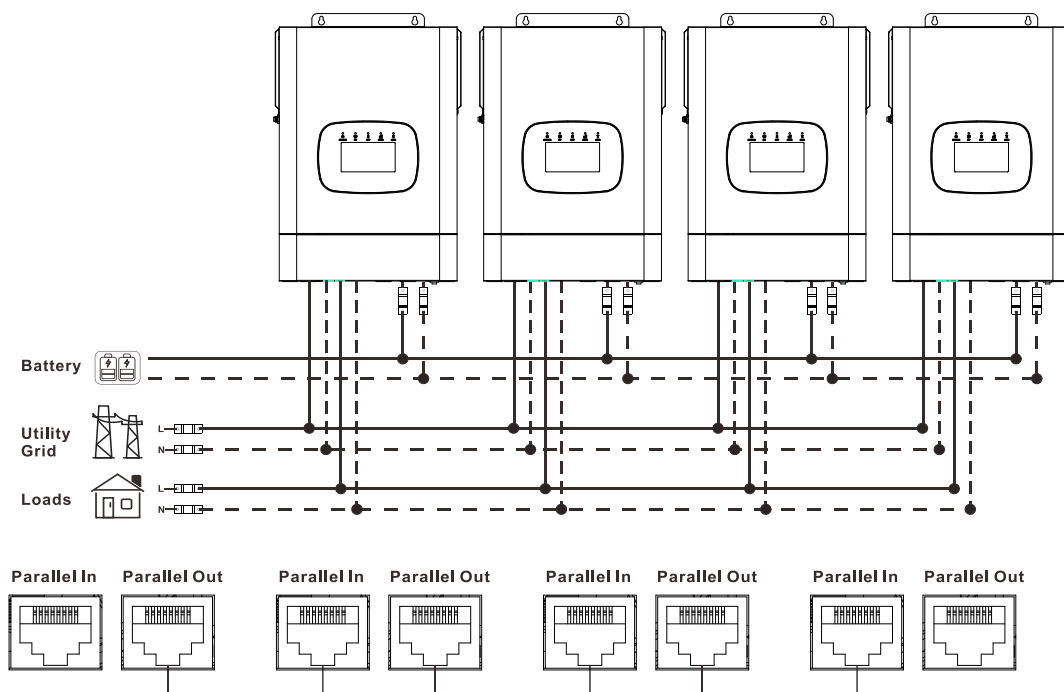 Battery
Utility
Grid
L
N
Loads
L
N
Parallel In Parallel Out Parallel In Parallel Out Parallel In Parallel Out Parallel In Parallel Out